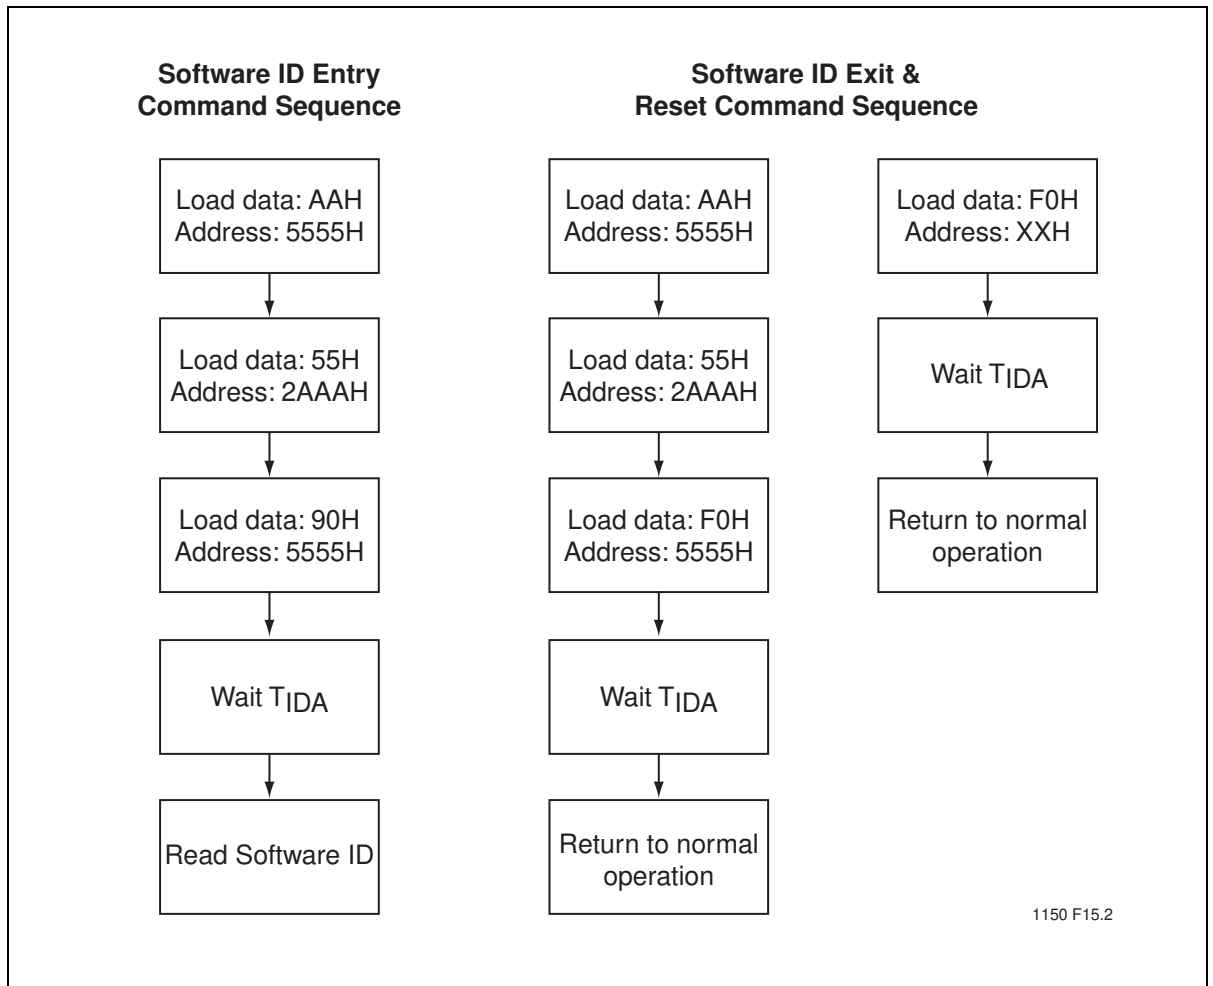 Software ID Entry
Command Sequence
Load data: AAH
Address: 5555H
Load data: 55H
Address: 2AAAH
Load data: 90H
Address: 5555H
Wait TIDA
Read Software ID
Software ID Exit &
Reset Command Sequence
Load data: AAH
Address: 5555H
Load data: 55H
Address: 2AAAH
Load data: F0H
Address: 5555H
Wait TIDA
Return to normal
operation
Load data: F0H
Address: XXH
Wait TIDA
Return to normal
operation
1150 F15.2